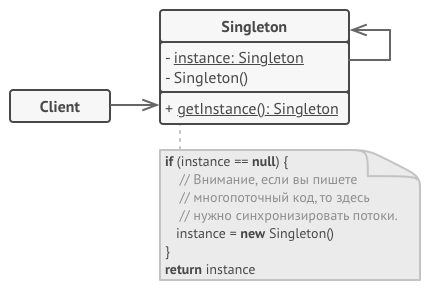 Singleton
- instance: Singleton
- Singleton()
+ getInstance(): Singleton
Client
if (instance == null) {
// Внимание, если вы пишете
// многопоточный код, то здесь
// нужно синхронизировать потоки.
instance = new Singleton()
}
return instance